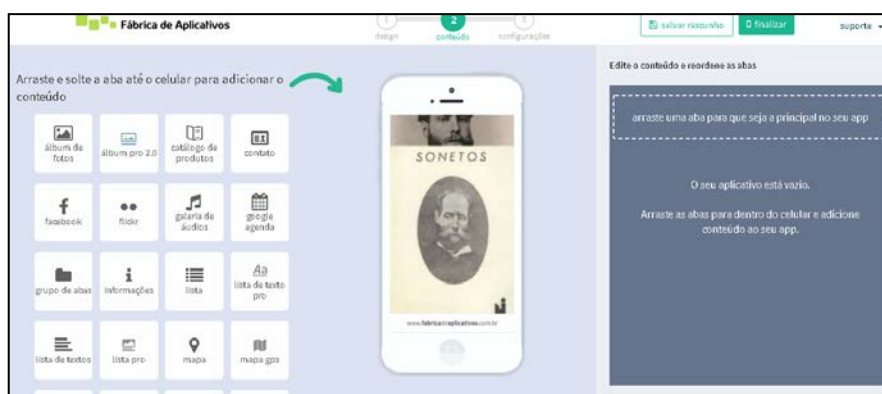 Fábrica de Aplicativos
1
2
3
design
conteúdo
configurações
salvar rascunho
finalizar
suporte
Arraste e solte a aba até o celular para adicionar o
conteúdo
álbum de
fotos
álbum pro 2.0
catálogo de
produtos
contato
facebook
flickr
galeria de
áudios
google
agenda
grupo de abas
informações
lista
Aa
lista de texto
pro
lista de textos
lista pro
mapa
mapa gps
SONETOS
www.fabricadeaplicativos.com.br
Edite o conteúdo e reordene as abas
arraste uma aba para que seja a principal no seu app
O seu aplicativo está vazio.
Arraste as abas para dentro do celular e adicione
conteúdo ao seu app.